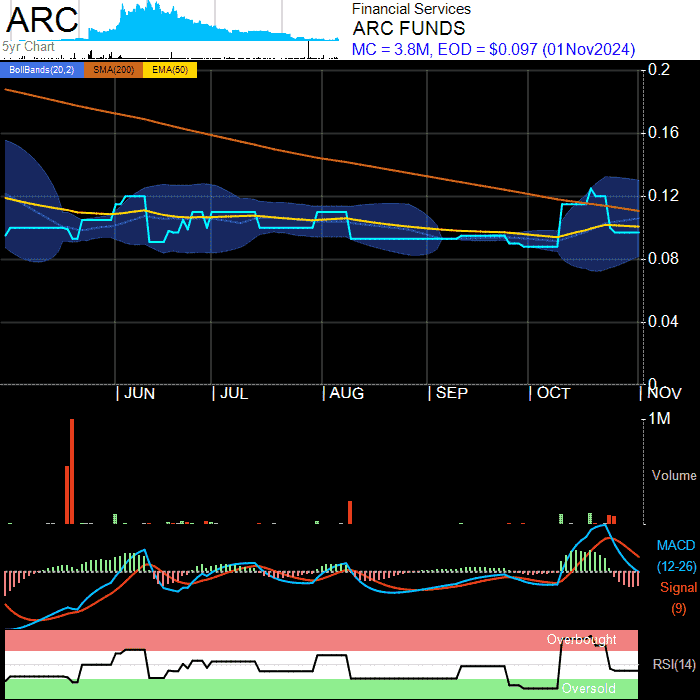 ARC
5yr Chart
Financial Services
ARC FUNDS
MC = 3.8M, EOD = $0.097 (01Nov2024)
BollBands(20,2) SMA(200) EMA(50)
0.2
0.16
0.12
0.08
0.04
0
JUN JUL AUG SEP OCT NOV
1M
Volume
MACD
(12-26)
Signal
(9)
Overbought
RSI(14)
Oversold